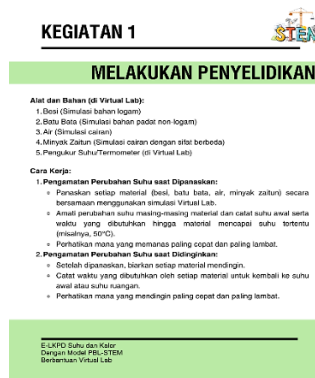 KEGIATAN 1
STEM
MELAKUKAN PENYELIDIKAN
Alat dan Bahan (di Virtual Lab):
1. Besi (Simulasi bahan logam)
2. Batu Bata (Simulasi bahan padat non-logam)
3. Air (Simulasi cairan)
4. Minyak Zaitun (Simulasi cairan dengan sifat berbeda)
5. Pengukur Suhu/Termometer (di Virtual Lab)
Cara Kerja:
1. Pengamatan Perubahan Suhu saat Dipanaskan:
◦ Panaskan setiap material (besi, batu bata, air, minyak zaitun) secara
bersamaan menggunakan simulasi Virtual Lab.
◦ Amati perubahan suhu masing-masing material dan catat suhu awal serta
waktu yang dibutuhkan hingga material mencapai suhu tertentu
(misalnya, 50°C).
◦ Perhatikan mana yang memanas paling cepat dan paling lambat.
2. Pengamatan Perubahan Suhu saat Didinginkan:
◦ Setelah dipanaskan, biarkan setiap material mendingin.
◦ Catat waktu yang dibutuhkan oleh setiap material untuk kembali ke suhu
awal atau suhu ruangan.
◦ Perhatikan mana yang mendingin paling cepat dan paling lambat.
E-LKPD Suhu dan Kalor
Dengan Model PBL-STEM
Berbantuan Virtual Lab